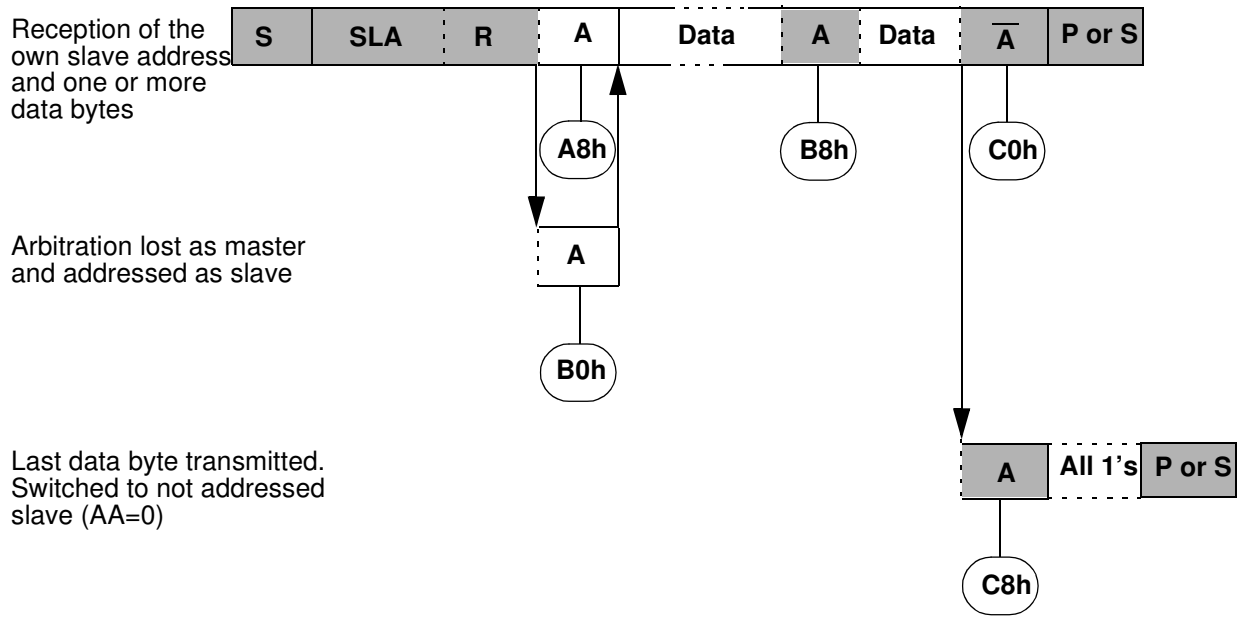 Reception of the
own slave address
and one or more
data bytes
S SLA R A Data A Data A̅ P or S
A8h B8h C0h
Arbitration lost as master
and addressed as slave
A
B0h
Last data byte transmitted.
Switched to not addressed
slave (AA=0)
A All 1's P or S
C8h